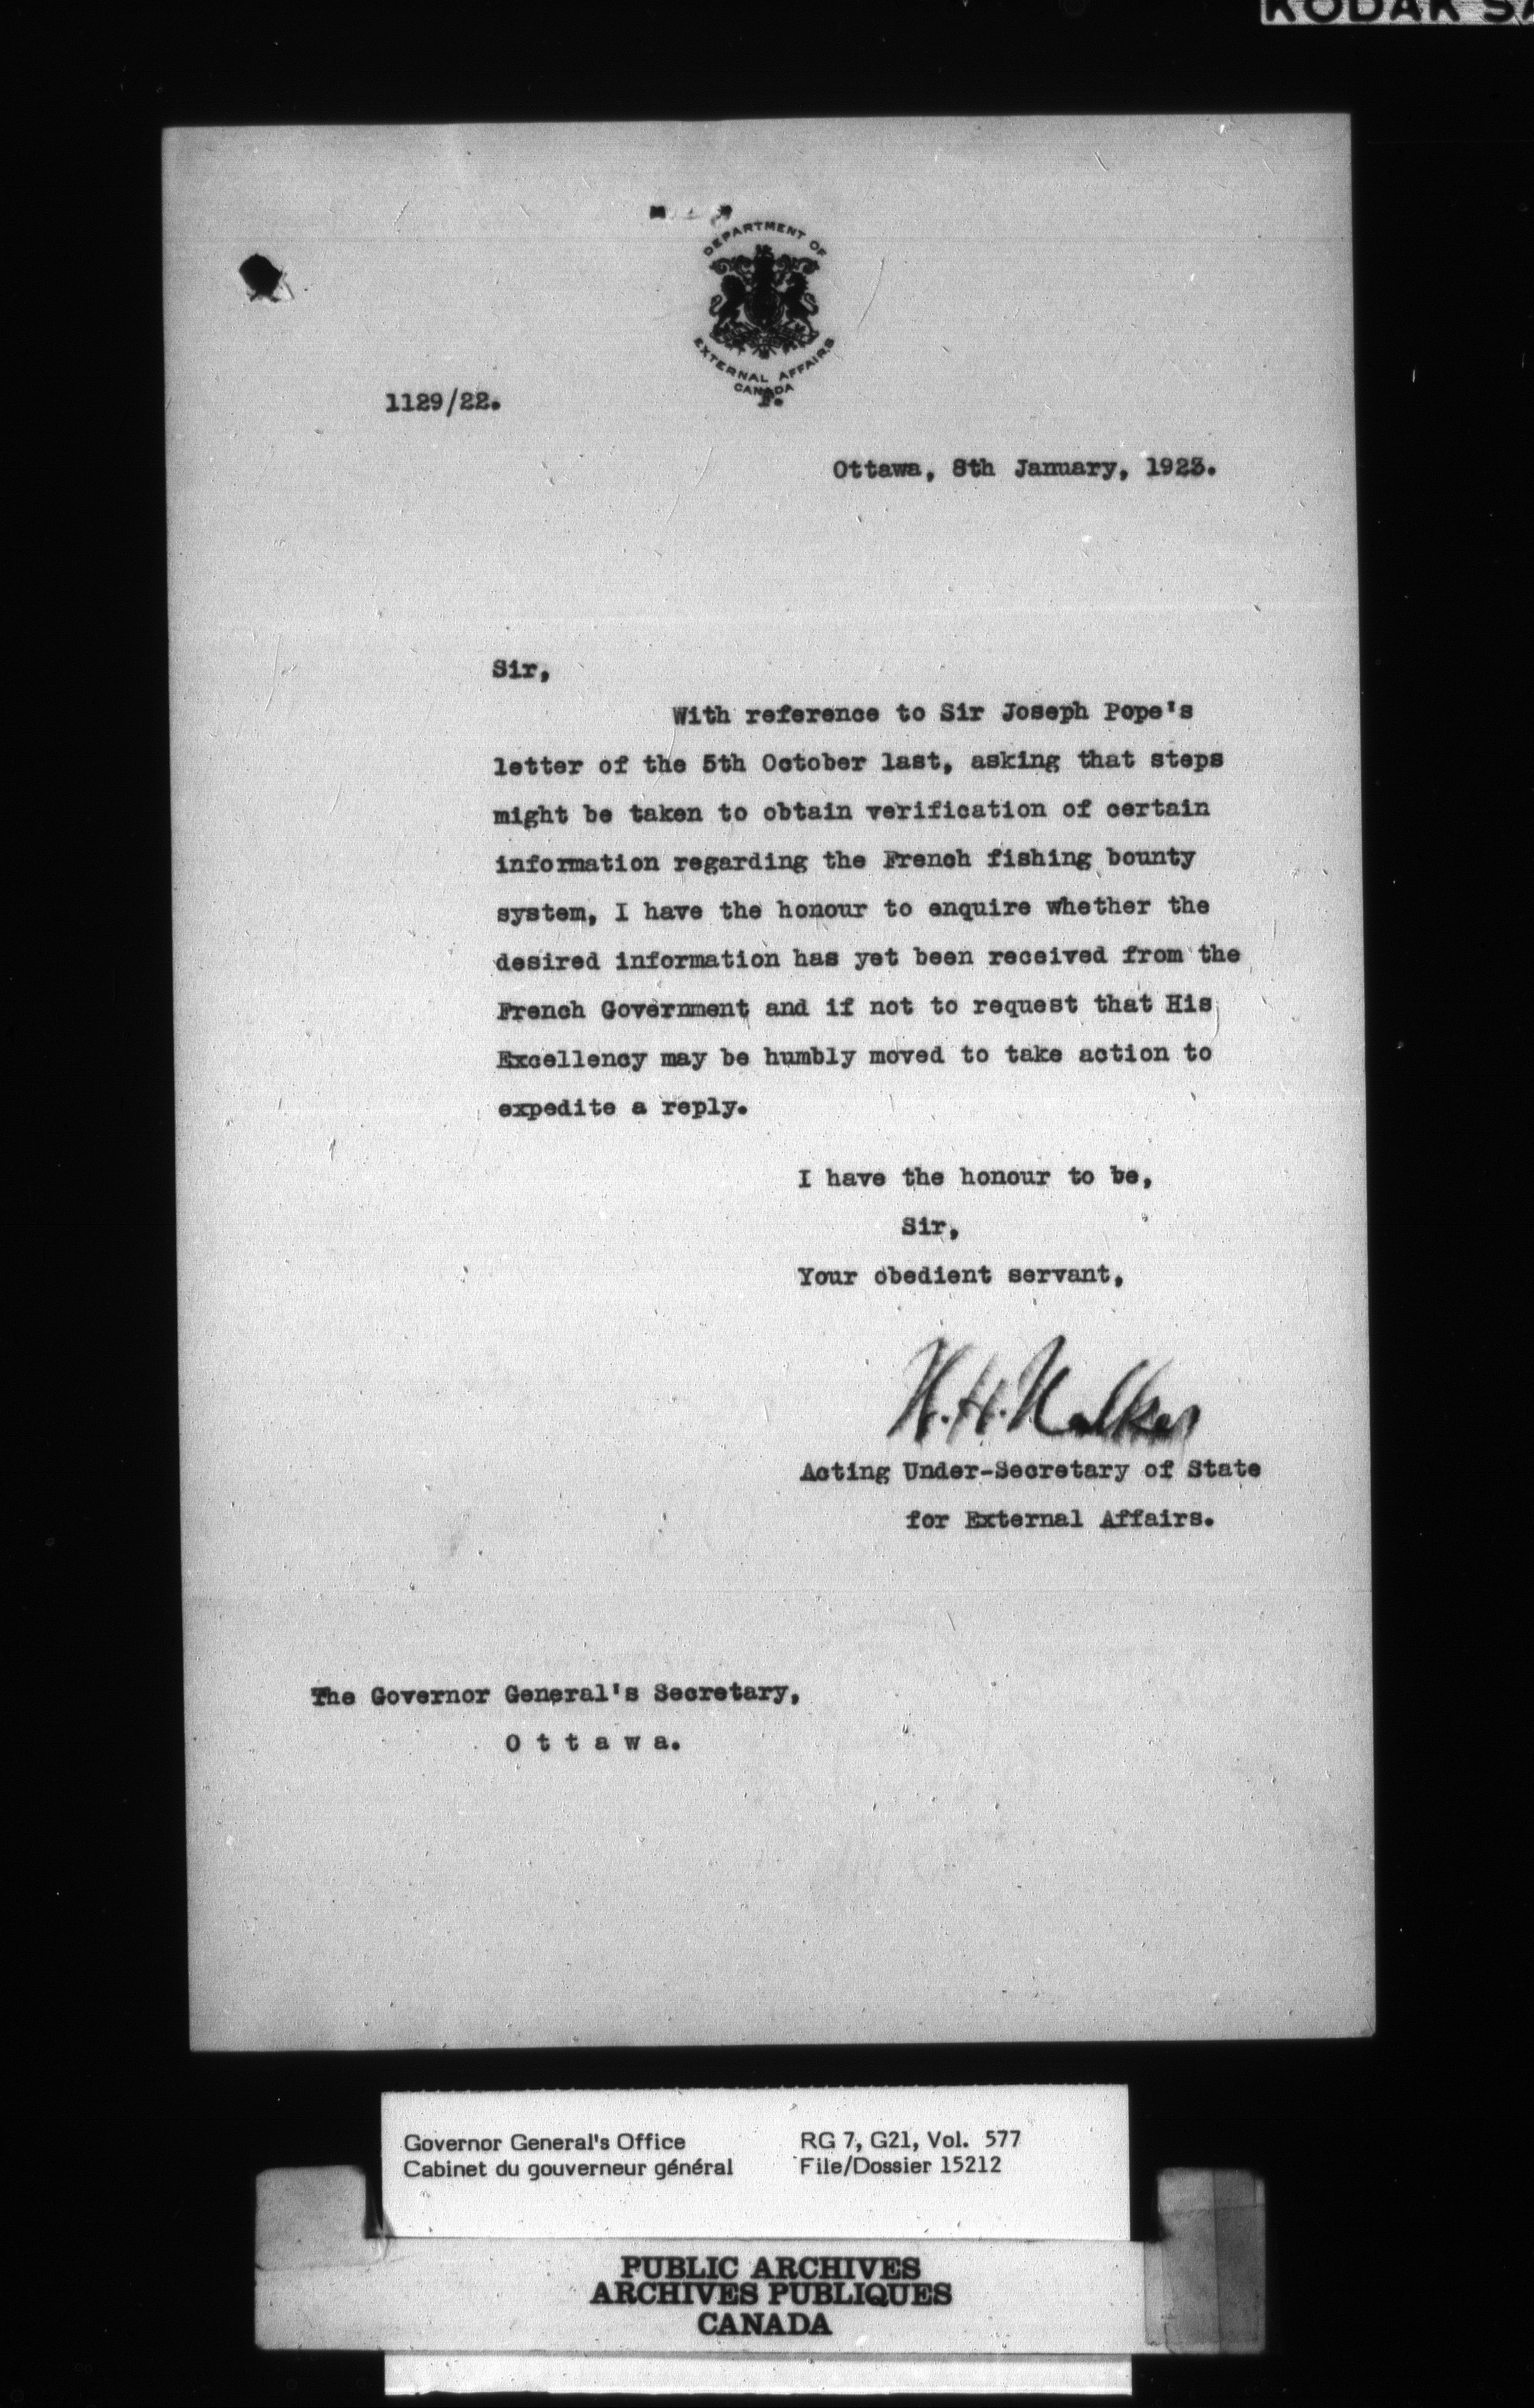 KODAK SA
DEPARTMENT OF
EXTERNAL AFFAIRS
CANADA
1129/22.
Ottawa, 8th January, 1923.
Sir,
With reference to Sir Joseph Pope's
letter of the 5th October last, asking that steps
might be taken to obtain verification of certain
information regarding the French fishing bounty
system, I have the honour to enquire whether the
desired information has yet been received from the
French Government and if not to request that His
Excellency may be humbly moved to take action to
expedite a reply.
I have the honour to be,
Sir,
Your obedient servant,
W.H.Walker
Acting Under-Secretary of State
for External Affairs.
The Governor General's Secretary,
O t t a w a.
Governor General's Office RG 7, G21, Vol. 577
Cabinet du gouverneur général File/Dossier 15212
PUBLIC ARCHIVES
ARCHIVES PUBLIQUES
CANADA